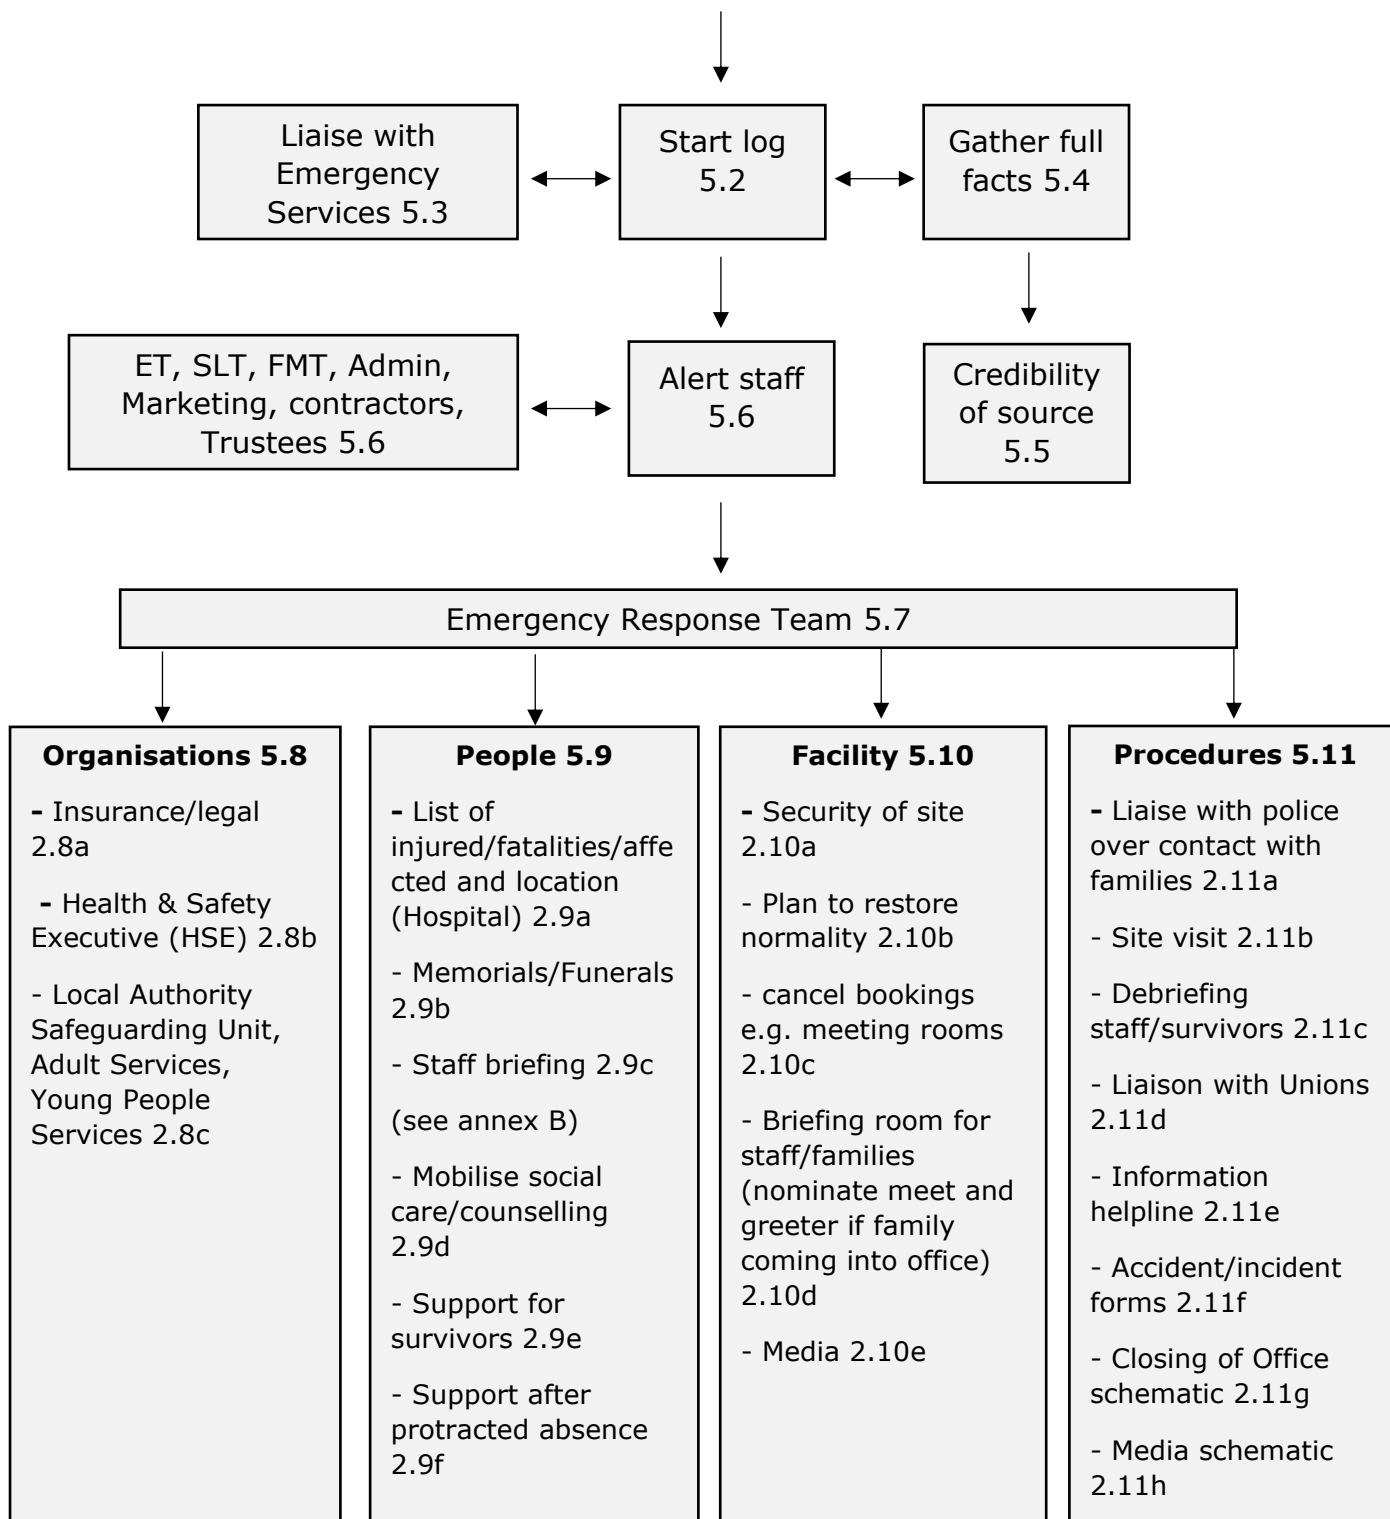 Liaise with
Emergency
Services 5.3
Start log
5.2
Gather full
facts 5.4
ET, SLT, FMT, Admin,
Marketing, contractors,
Trustees 5.6
Alert staff
5.6
Credibility
of source
5.5
Emergency Response Team 5.7
Organisations 5.8
- Insurance/legal
2.8a
- Health & Safety
Executive (HSE) 2.8b
- Local Authority
Safeguarding Unit,
Adult Services,
Young People
Services 2.8c
People 5.9
- List of
injured/fatalities/affe
cted and location
(Hospital) 2.9a
- Memorials/Funerals
2.9b
- Staff briefing 2.9c
(see annex B)
- Mobilise social
care/counselling
2.9d
- Support for
survivors 2.9e
- Support after
protracted absence
2.9f
Facility 5.10
- Security of site
2.10a
- Plan to restore
normality 2.10b
- cancel bookings
e.g. meeting rooms
2.10c
- Briefing room for
staff/families
(nominate meet and
greeter if family
coming into office)
2.10d
- Media 2.10e
Procedures 5.11
- Liaise with police
over contact with
families 2.11a
- Site visit 2.11b
- Debriefing
staff/survivors 2.11c
- Liaison with Unions
2.11d
- Information
helpline 2.11e
- Accident/incident
forms 2.11f
- Closing of Office
schematic 2.11g
- Media schematic
2.11h